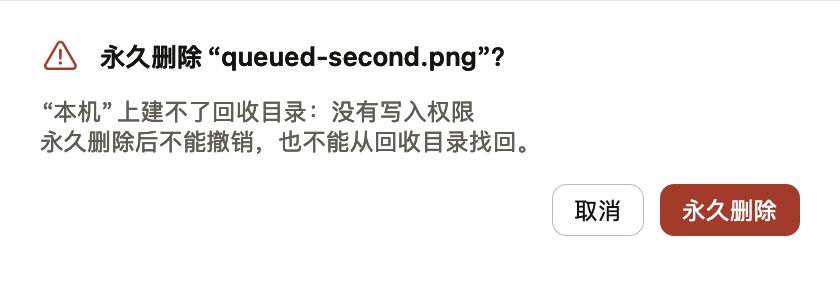 永久删除 “queued-second.png”？
“本机” 上建不了回收目录：没有写入权限
永久删除后不能撤销，也不能从回收目录找回。
取消
永久删除